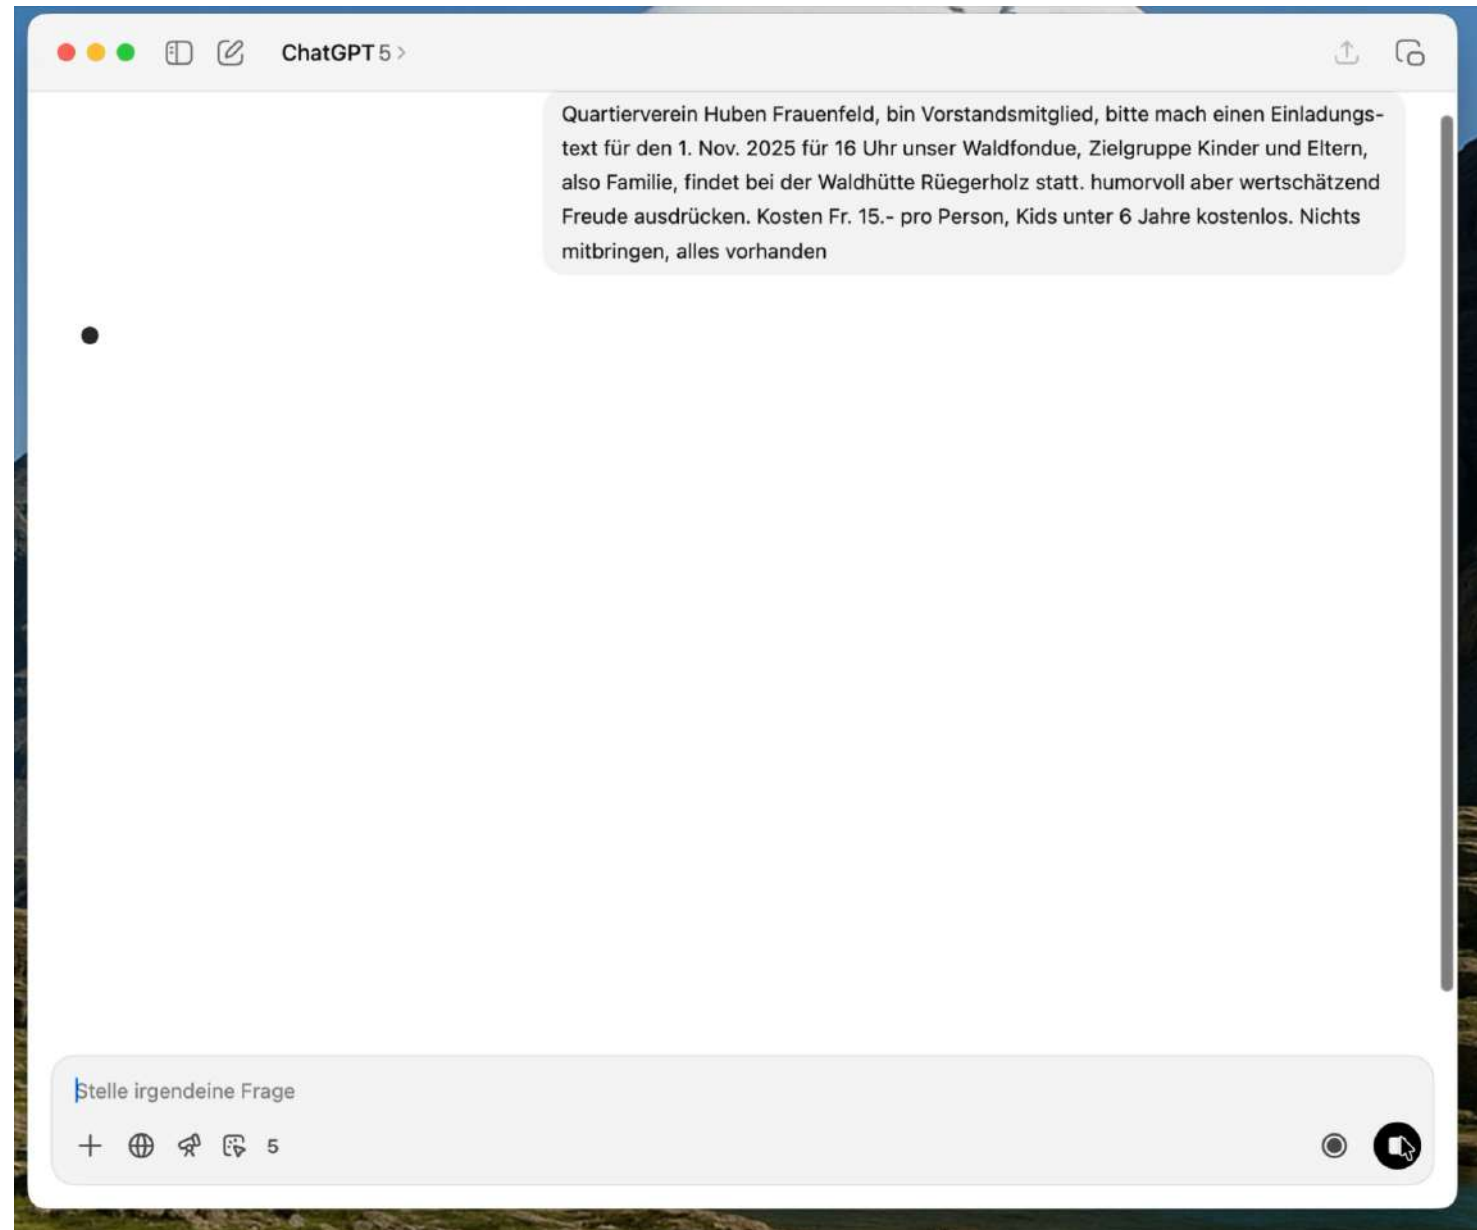 ChatGPT 5 >
Quartierverein Huben Frauenfeld, bin Vorstandsmitglied, bitte mach einen Einladungs-
text für den 1. Nov. 2025 für 16 Uhr unser Waldfondue, Zielgruppe Kinder und Eltern,
also Familie, findet bei der Waldhütte Rüegerholz statt. humorvoll aber wertschätzend
Freude ausdrücken. Kosten Fr. 15.- pro Person, Kids unter 6 Jahre kostenlos. Nichts
mitbringen, alles vorhanden
Stelle irgendeine Frage
5